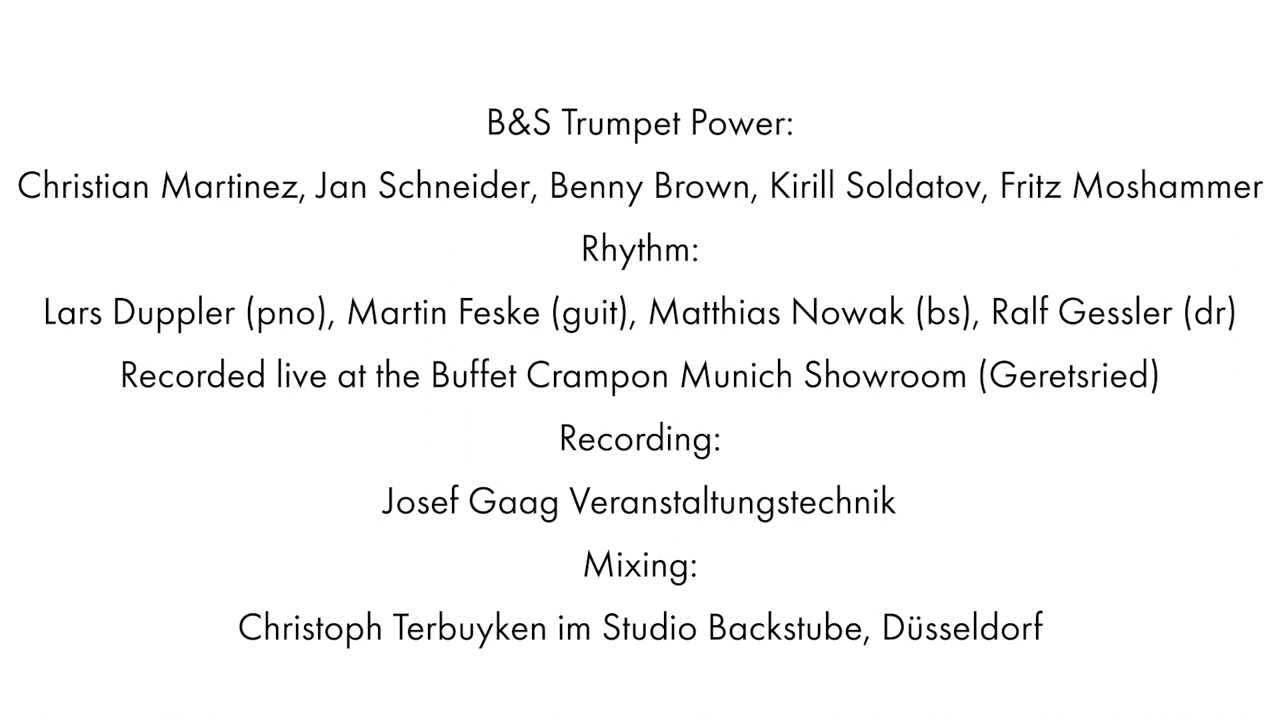 B&S Trumpet Power:
Christian Martinez, Jan Schneider, Benny Brown, Kirill Soldatov, Fritz Moshammer
Rhythm:
Lars Duppler (pno), Martin Feske (guit), Matthias Nowak (bs), Ralf Gessler (dr)
Recorded live at the Buffet Crampon Munich Showroom (Geretsried)
Recording:
Josef Gaag Veranstaltungstechnik
Mixing:
Christoph Terbuyken im Studio Backstube, Düsseldorf